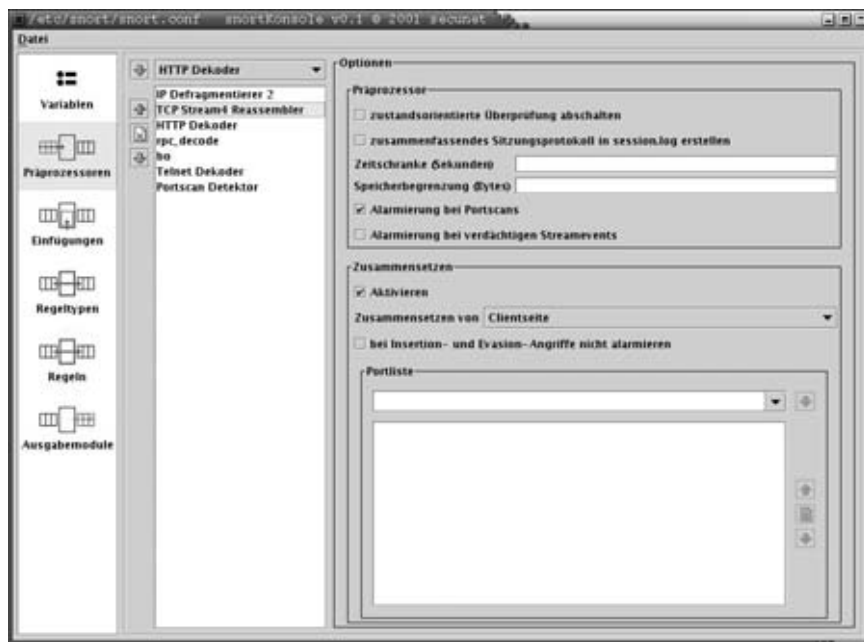 /etc/snort/snort.conf snortKonsole v0.1 © 2001 secunet
Datei
Variablen
Präprozessoren
Einfügungen
Regeltypen
Regeln
Ausgabemodule
HTTP Dekoder
IP Defragmentierer 2
TCP Stream4 Reassembler
HTTP Dekoder
rpc_decode
bo
Telnet Dekoder
Portscan Detektor
Optionen
Präprozessor
zustandsorientierte Überprüfung abschalten
zusammenfassendes Sitzungsprotokoll in session.log erstellen
Zeitschranke (Sekunden)
Speicherbegrenzung (Bytes)
Alarmierung bei Portscans
Alarmierung bei verdächtigen Streamevents
Zusammensetzen
Aktivieren
Zusammensetzen von Clientseite
bei Insertion- und Evasion-Angriffe nicht alarmieren
Portliste